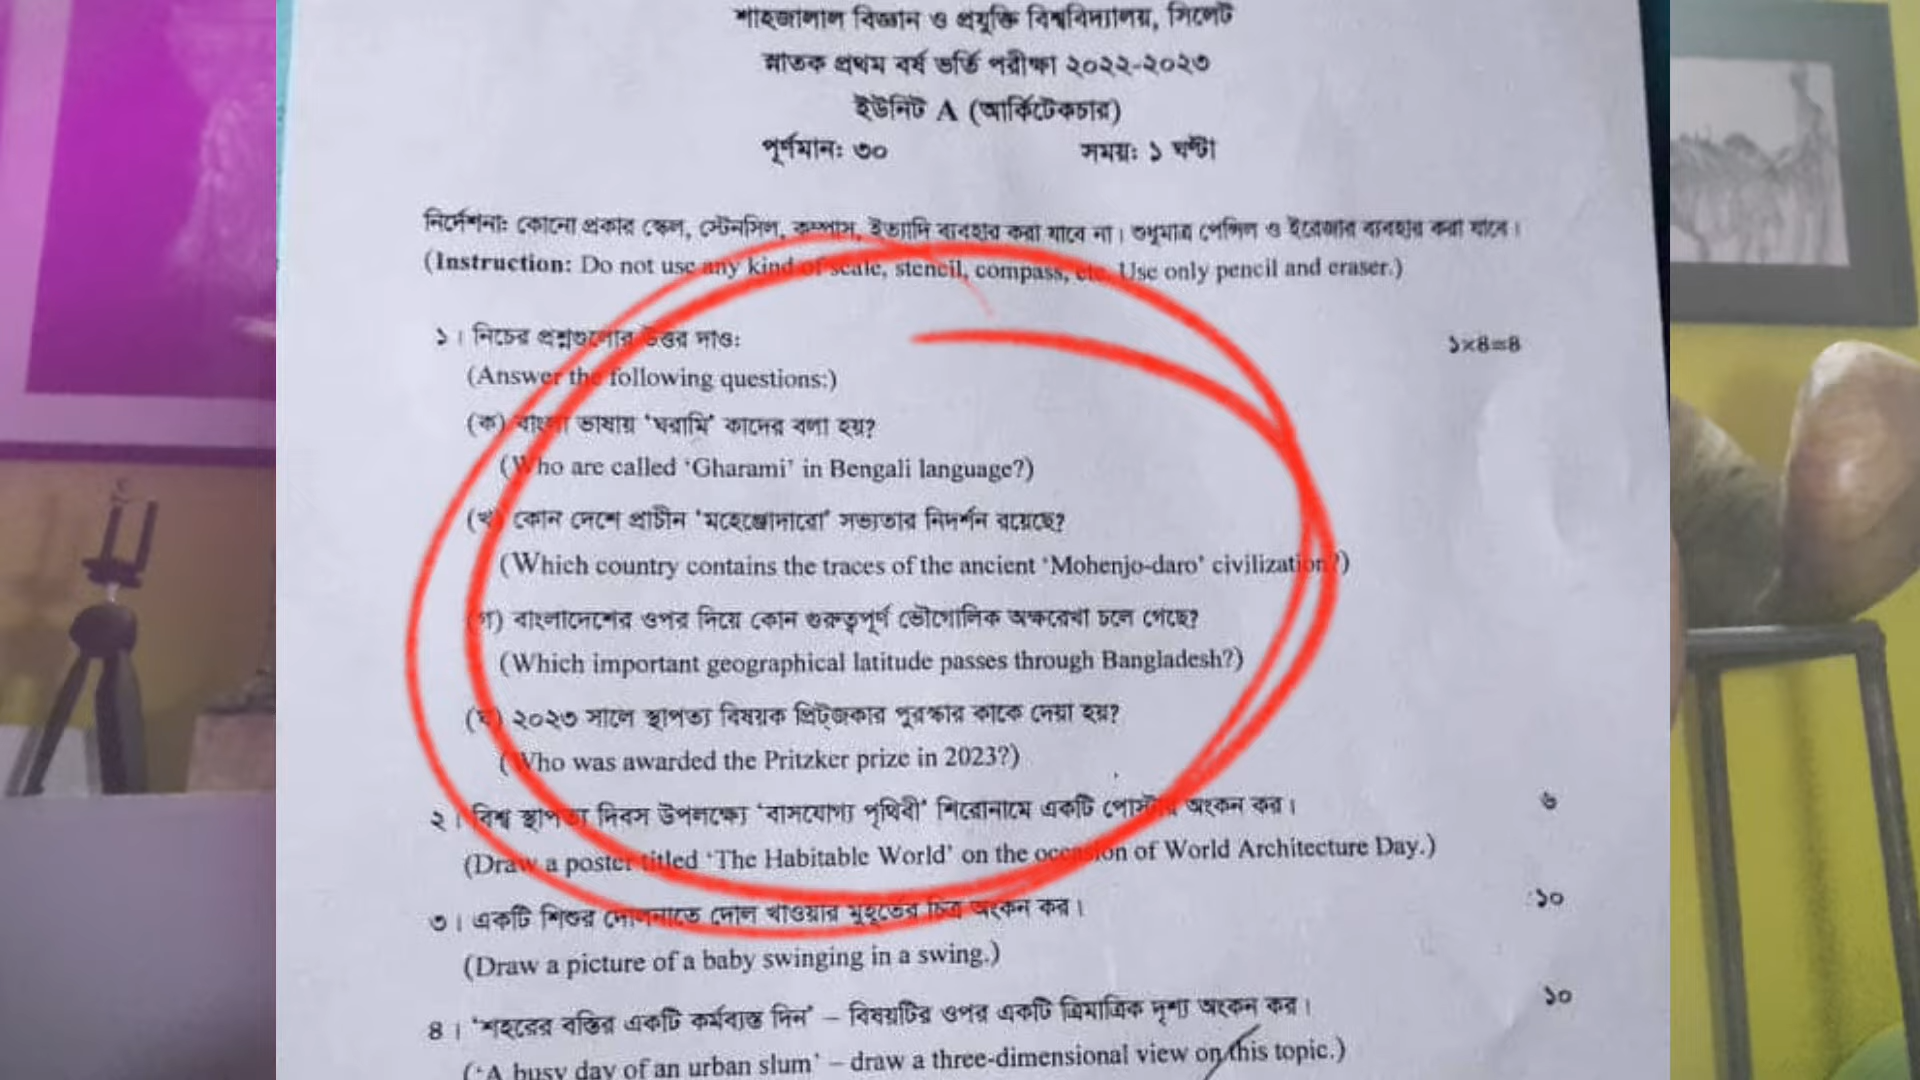 শাহজালাল বিজ্ঞান ও প্রযুক্তি বিশ্ববিদ্যালয়, সিলেট
স্নাতক প্রথম বর্ষ ভর্তি পরীক্ষা ২০২২-২০২৩
ইউনিট A (আর্কিটেকচার)
পূর্ণমান: ৩০ সময়: ১ ঘণ্টা
নির্দেশনা: কোনো প্রকার স্কেল, স্টেনসিল, কম্পাস, ইত্যাদি ব্যবহার করা যাবে না। শুধুমাত্র পেন্সিল ও ইরেজার ব্যবহার করা যাবে।
(Instruction: Do not use any kind of scale, stencil, compass, etc. Use only pencil and eraser.)
১। নিচের প্রশ্নগুলোর উত্তর দাও: ১×৪=৪
(Answer the following questions:)
(ক) বাংলা ভাষায় ‘ঘরামি’ কাদের বলা হয়?
(Who are called ‘Gharami’ in Bengali language?)
(খ) কোন দেশে প্রাচীন ‘মহেঞ্জোদারো’ সভ্যতার নিদর্শন রয়েছে?
(Which country contains the traces of the ancient ‘Mohenjo-daro’ civilization?)
(গ) বাংলাদেশের ওপর দিয়ে কোন গুরুত্বপূর্ণ ভৌগোলিক অক্ষরেখা চলে গেছে?
(Which important geographical latitude passes through Bangladesh?)
(ঘ) ২০২৩ সালে স্থাপত্য বিষয়ক প্রিট্জকার পুরস্কার কাকে দেয়া হয়?
(Who was awarded the Pritzker prize in 2023?)
২। বিশ্ব স্থাপত্য দিবস উপলক্ষ্যে ‘বাসযোগ্য পৃথিবী’ শিরোনামে একটি পোস্টার অংকন কর। ৬
(Draw a poster titled ‘The Habitable World’ on the occasion of World Architecture Day.)
৩। একটি শিশুর দোলনাতে দোল খাওয়ার মুহূর্তের চিত্র অংকন কর। ১০
(Draw a picture of a baby swinging in a swing.)
৪। ‘শহরের বস্তির একটি কর্মব্যস্ত দিন’ – বিষয়টির ওপর একটি ত্রিমাত্রিক দৃশ্য অংকন কর। ১০
(‘A busy day of an urban slum’ – draw a three-dimensional view on this topic.)